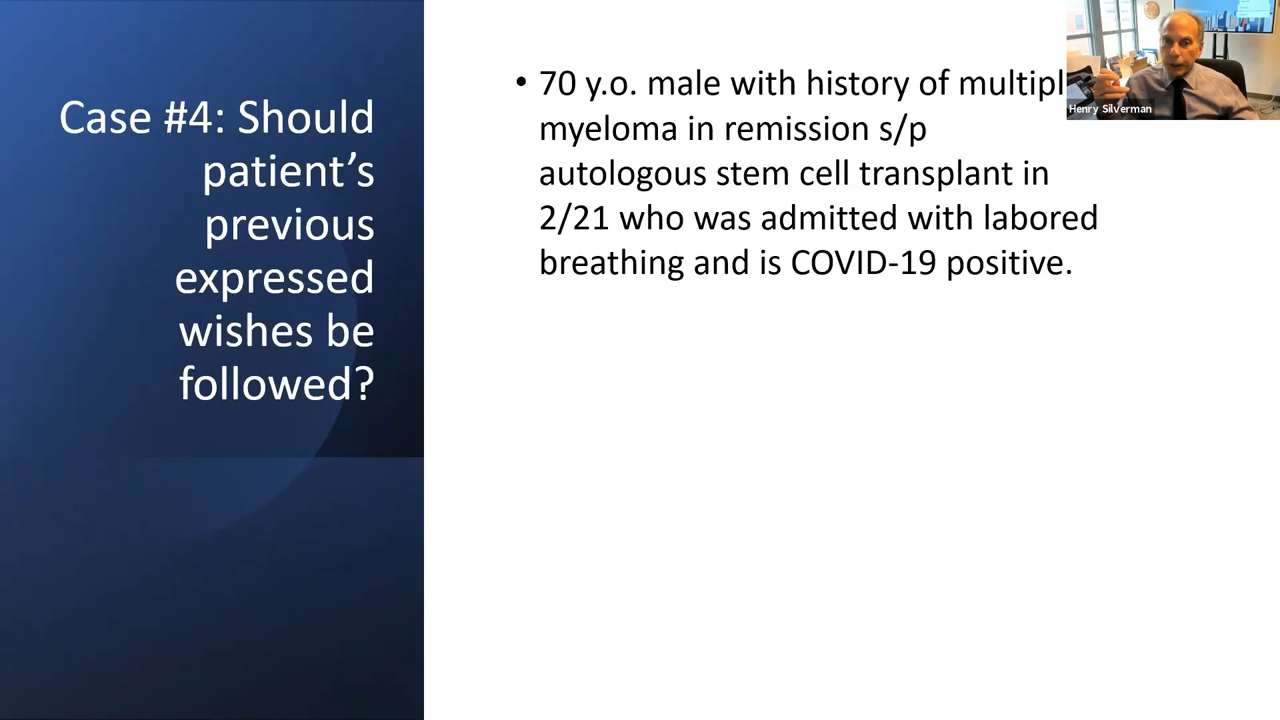 Case #4: Should
patient’s
previous
expressed
wishes be
followed?
• 70 y.o. male with history of multipl
myeloma in remission s/p
autologous stem cell transplant in
2/21 who was admitted with labored
breathing and is COVID-19 positive.
Henry Silverman